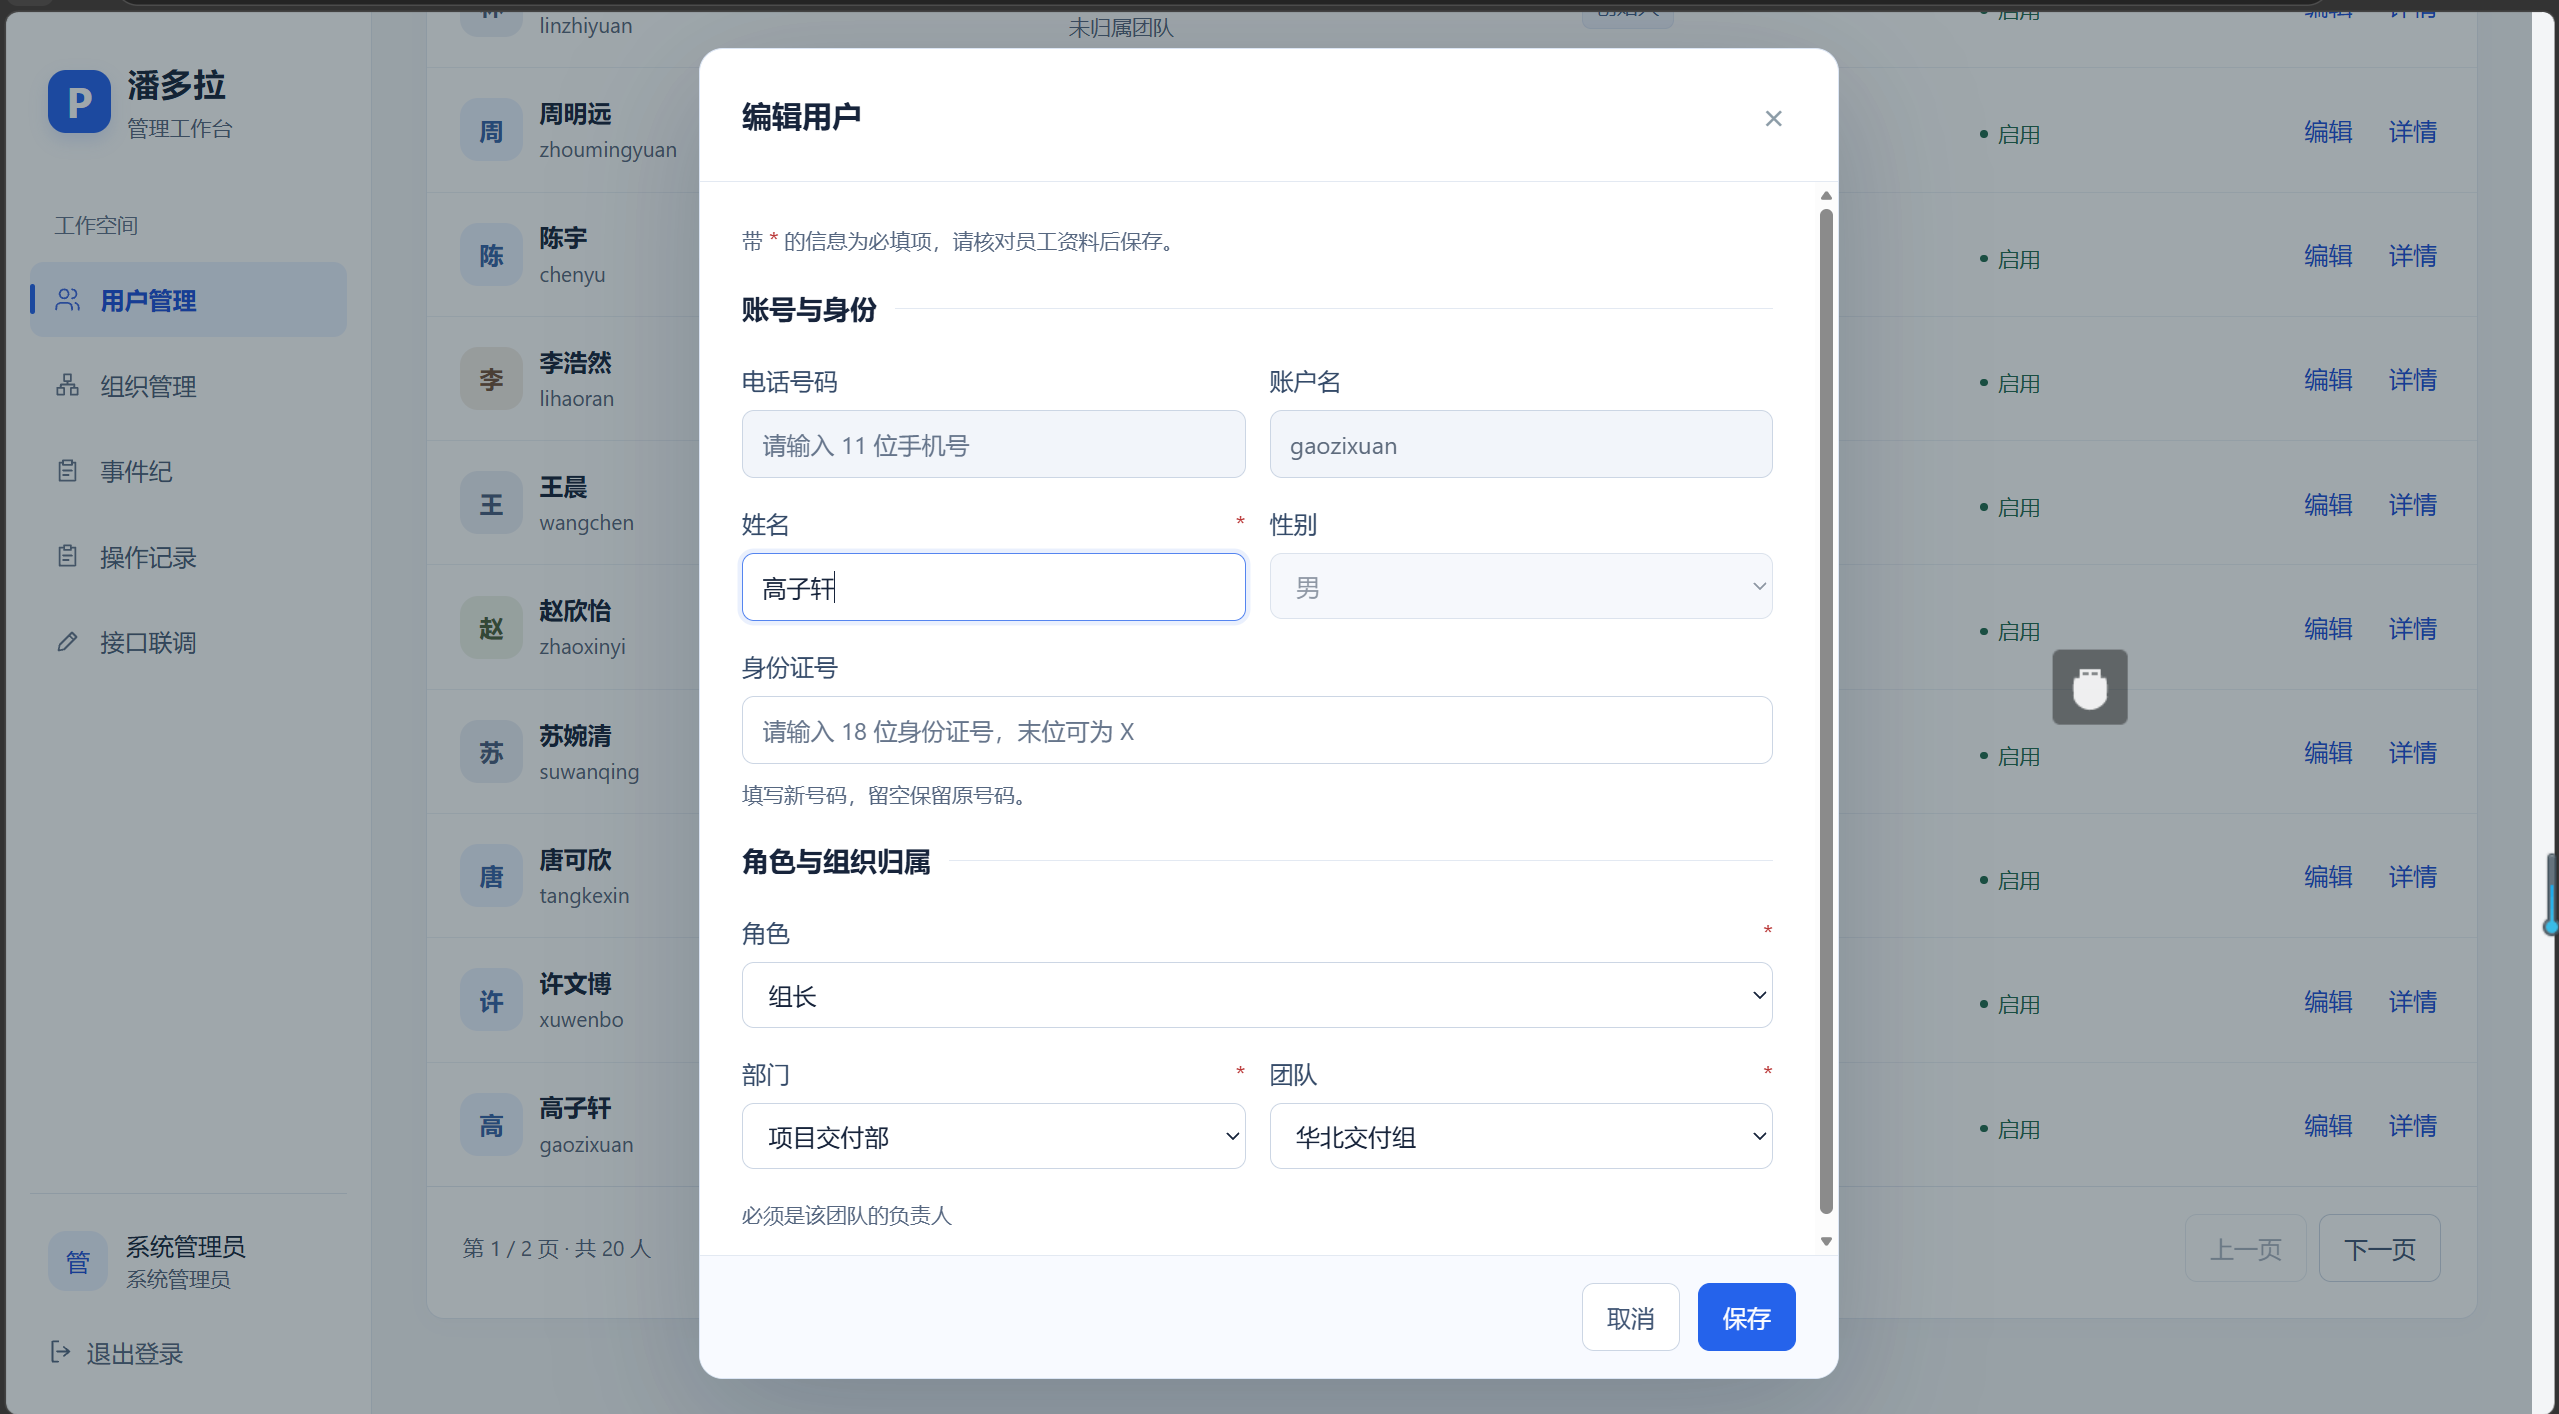 P
潘多拉
管理工作台
工作空间
用户管理
组织管理
事件纪
操作记录
接口联调
管
系统管理员
系统管理员
退出登录
linzhiyuan
未归属团队
周
周明远
zhoumingyuan
启用
编辑
详情
陈
陈宇
chenyu
启用
编辑
详情
李
李浩然
lihaoran
启用
编辑
详情
王
王晨
wangchen
启用
编辑
详情
赵
赵欣怡
zhaoxinyi
启用
编辑
详情
苏
苏婉清
suwanqing
启用
编辑
详情
唐
唐可欣
tangkexin
启用
编辑
详情
许
许文博
xuwenbo
启用
编辑
详情
高
高子轩
gaozixuan
启用
编辑
详情
第 1 / 2 页 · 共 20 人
上一页
下一页
编辑用户
带 * 的信息为必填项，请核对员工资料后保存。
账号与身份
电话号码
账户名
请输入 11 位手机号
gaozixuan
姓名 *
性别
高子轩
男
身份证号
请输入 18 位身份证号，末位可为 X
填写新号码，留空保留原号码。
角色与组织归属
角色 *
组长
部门 *
团队 *
项目交付部
华北交付组
必须是该团队的负责人
取消
保存